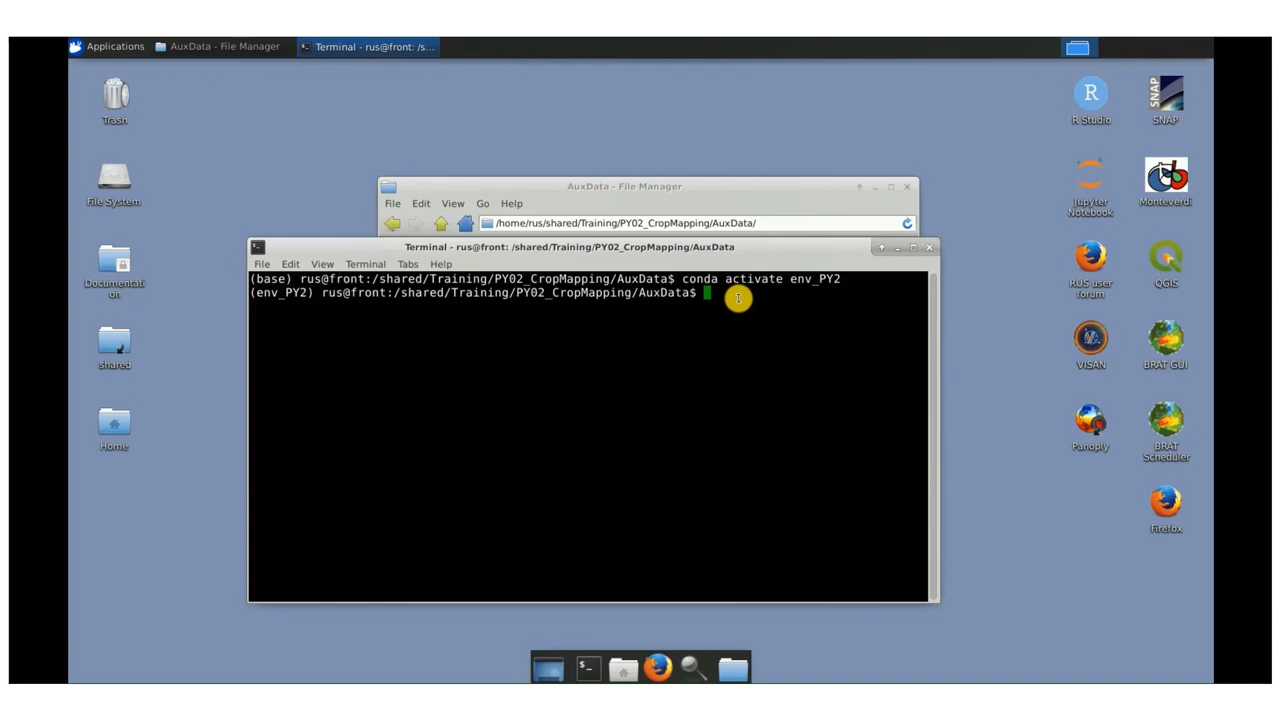 Applications
AuxData - File Manager
Terminal - rus@front: /s...
Trash
File System
Documentati
on
shared
Home
R
R Studio
SNAP
SNAP
Jupyter
Notebook
Monteverdi
RUS user
forum
QGIS
VISAN
BRAT GUI
Panoply
BRAT
Scheduler
Firefox
AuxData - File Manager
File Edit View Go Help
/home/rus/shared/Training/PY02_CropMapping/AuxData/
Terminal - rus@front: /shared/Training/PY02_CropMapping/AuxData
File Edit View Terminal Tabs Help
(base) rus@front:/shared/Training/PY02_CropMapping/AuxData$ conda activate env_PY2
(env_PY2) rus@front:/shared/Training/PY02_CropMapping/AuxData$